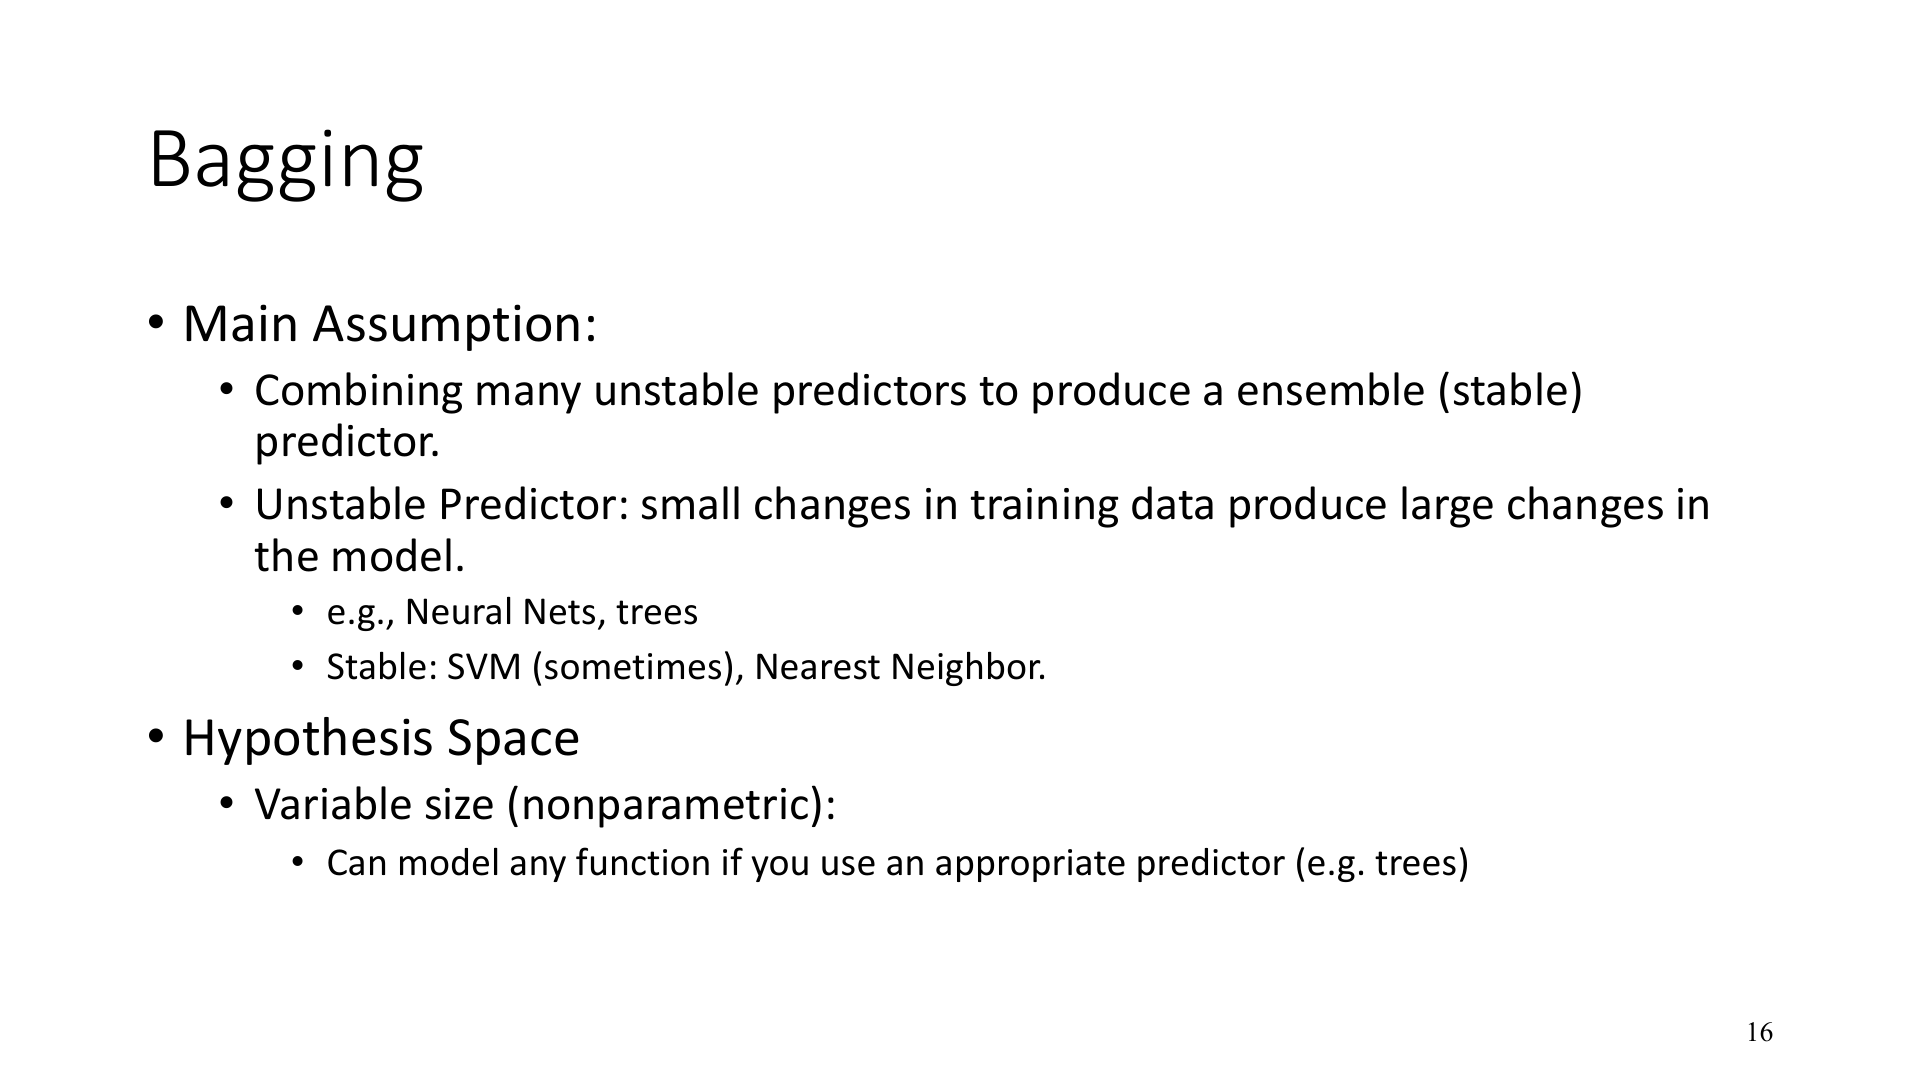 Bagging
• Main Assumption:
• Combining many unstable predictors to produce a ensemble (stable)
predictor.
• Unstable Predictor: small changes in training data produce large changes in
the model.
• e.g., Neural Nets, trees
• Stable: SVM (sometimes), Nearest Neighbor.
• Hypothesis Space
• Variable size (nonparametric):
• Can model any function if you use an appropriate predictor (e.g. trees)
16